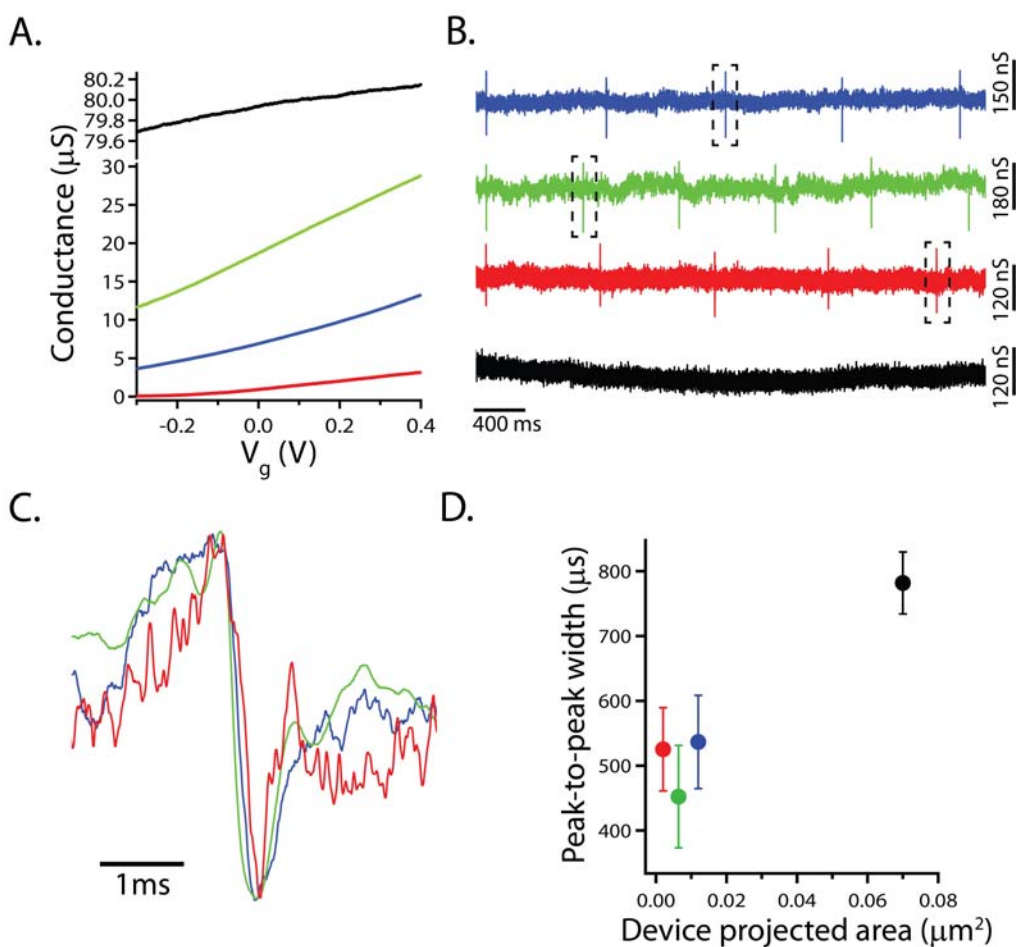 A.
Conductance (μS)
80.2
80.0
79.8
79.6
30
25
20
15
10
5
0
-0.2 0.0 0.2 0.4
Vg (V)
B.
150 nS
180 nS
120 nS
120 nS
400 ms
C.
1ms
D.
Peak-to-peak width (μs)
800
700
600
500
400
0.00 0.02 0.04 0.06 0.08
Device projected area (μm²)